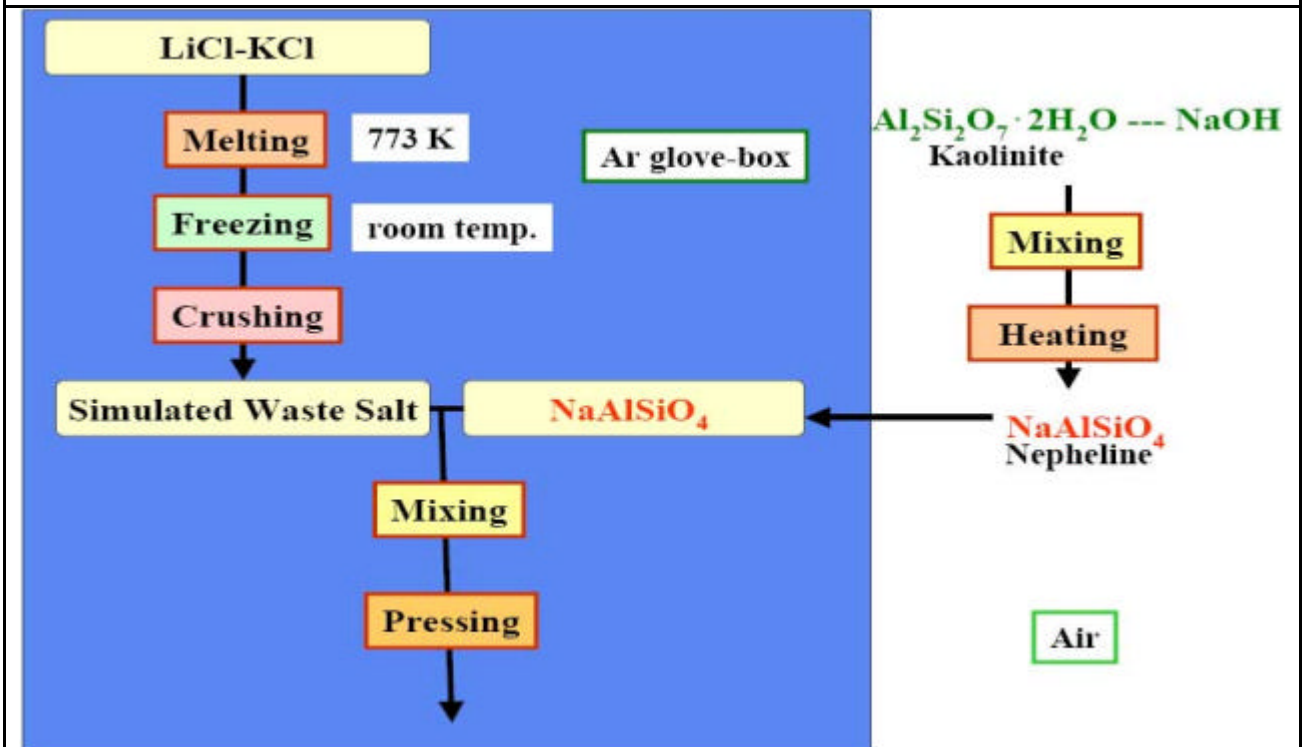 LiCl-KCl
Melting
773 K
Freezing
room temp.
Crushing
Simulated Waste Salt
NaAlSiO₄
Mixing
Pressing
Ar glove-box
Al₂Si₂O₇·2H₂O --- NaOH
Kaolinite
Mixing
Heating
NaAlSiO₄
Nepheline
Air